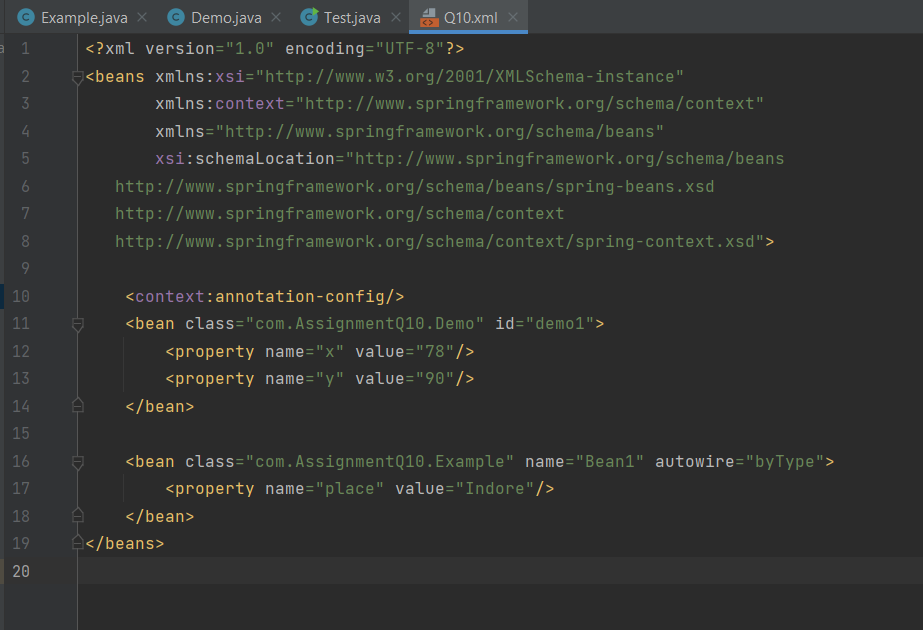 Example.java Demo.java Test.java Q10.xml
1 <?xml version="1.0" encoding="UTF-8"?>
2 <beans xmlns:xsi="http://www.w3.org/2001/XMLSchema-instance"
3 xmlns:context="http://www.springframework.org/schema/context"
4 xmlns="http://www.springframework.org/schema/beans"
5 xsi:schemaLocation="http://www.springframework.org/schema/beans
6 http://www.springframework.org/schema/beans/spring-beans.xsd
7 http://www.springframework.org/schema/context
8 http://www.springframework.org/schema/context/spring-context.xsd">
9
10 <context:annotation-config/>
11 <bean class="com.AssignmentQ10.Demo" id="demo1">
12 <property name="x" value="78"/>
13 <property name="y" value="90"/>
14 </bean>
15
16 <bean class="com.AssignmentQ10.Example" name="Bean1" autowire="byType">
17 <property name="place" value="Indore"/>
18 </bean>
19 </beans>
20